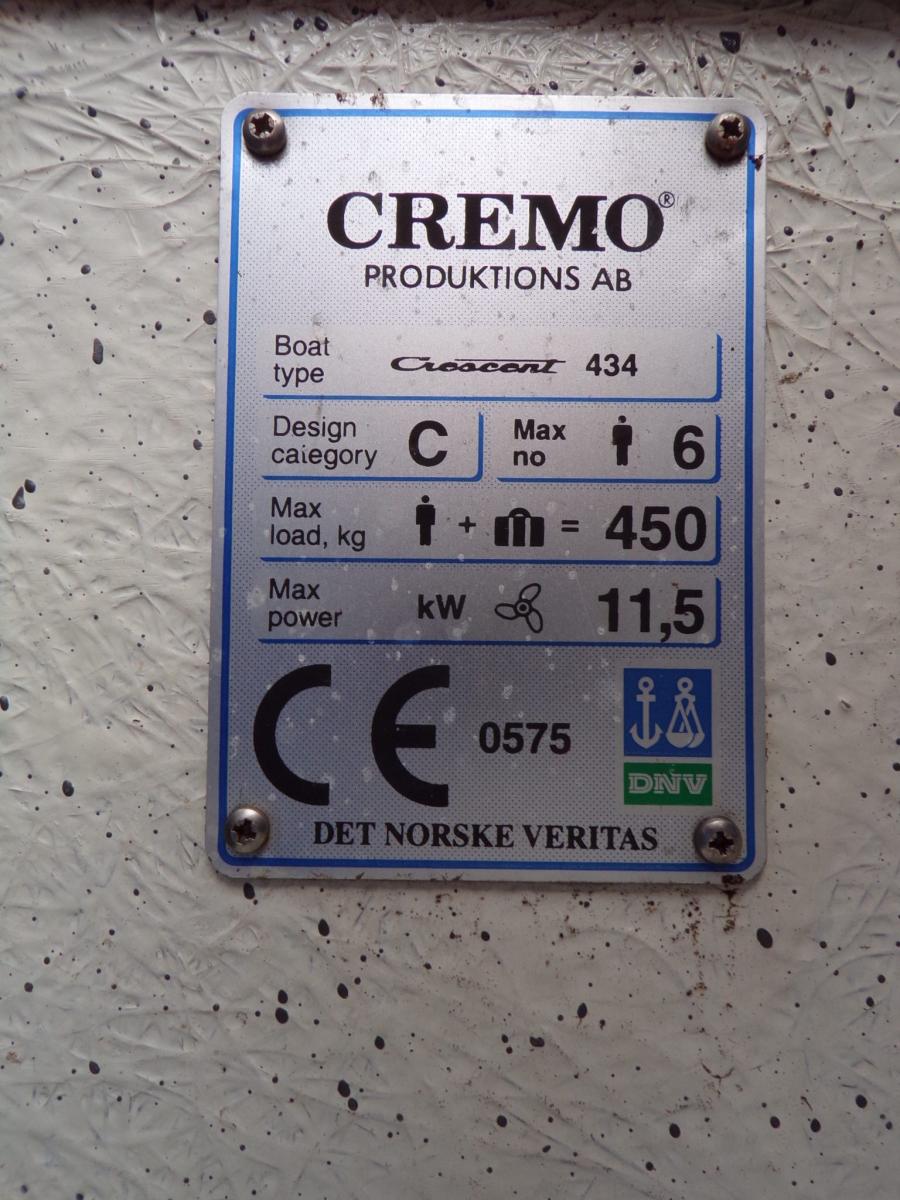 CREMO®
PRODUKTIONS AB
Boat type Crescent 434
Design category C
Max no 6
Max load, kg + = 450
Max power kW 11,5
CE 0575
DNV
DET NORSKE VERITAS